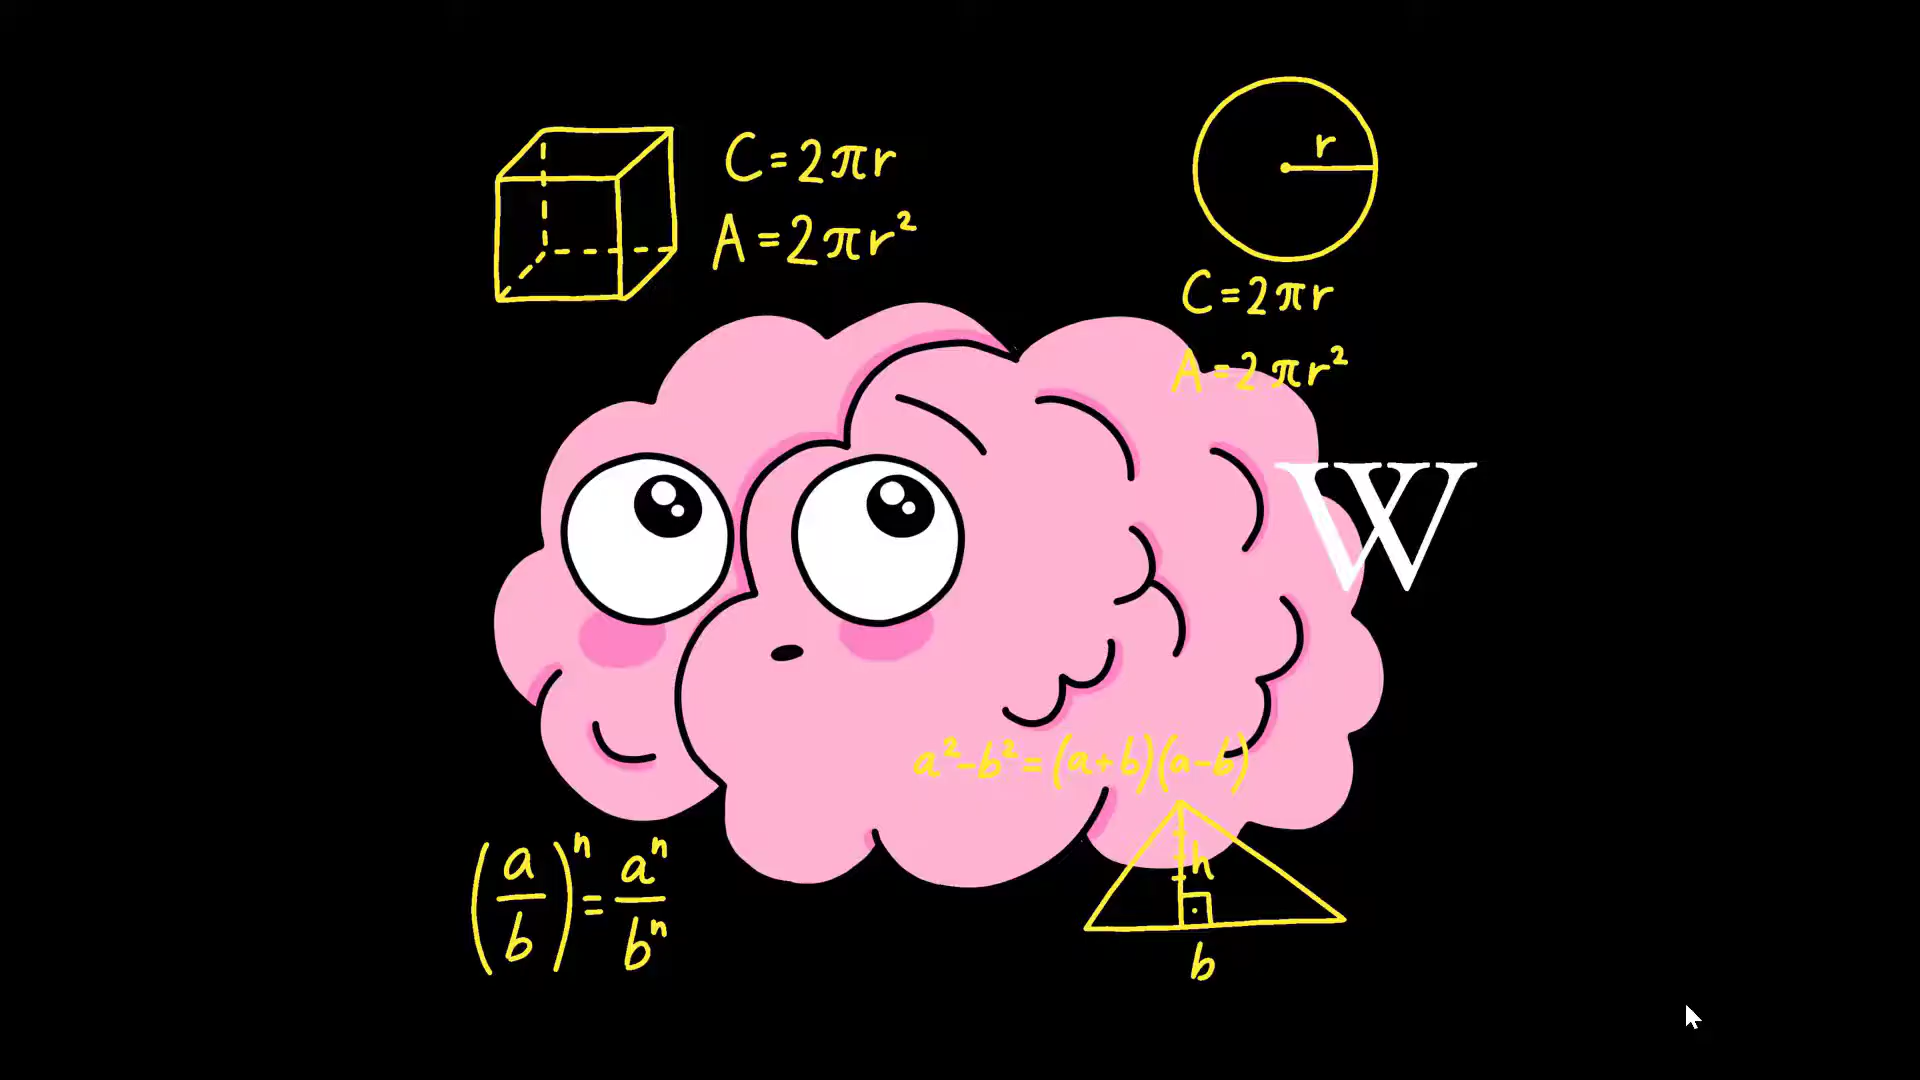 C=2πr
A=2πr²
r
C=2πr
A=2πr²
W
a²-b²=(a+b)(a-b)
(a/b)ⁿ=aⁿ/bⁿ
h
b